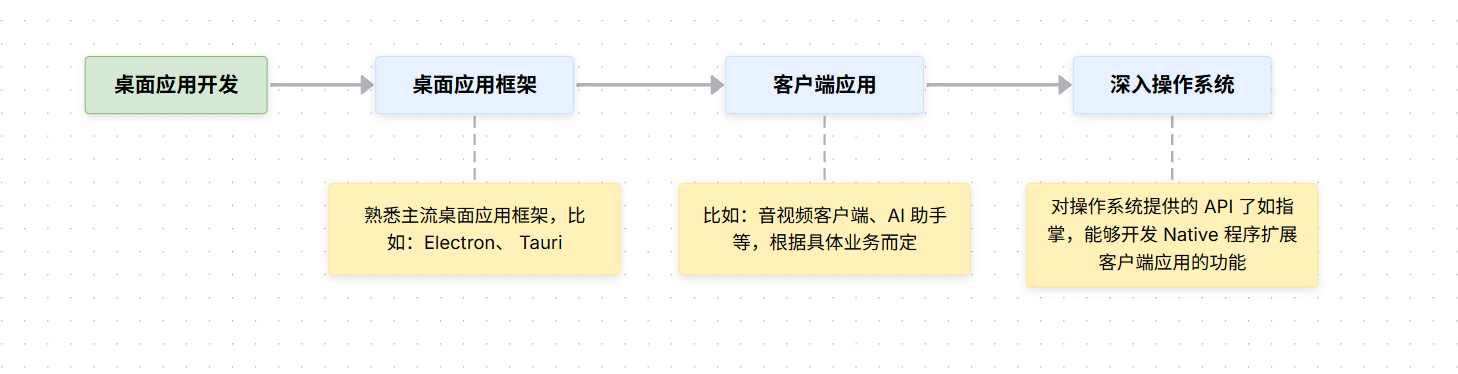 桌面应用开发
桌面应用框架
客户端应用
深入操作系统
熟悉主流桌面应用框架，比
如：Electron、 Tauri
比如：音视频客户端、AI 助手
等，根据具体业务而定
对操作系统提供的 API 了如指
掌，能够开发 Native 程序扩展
客户端应用的功能